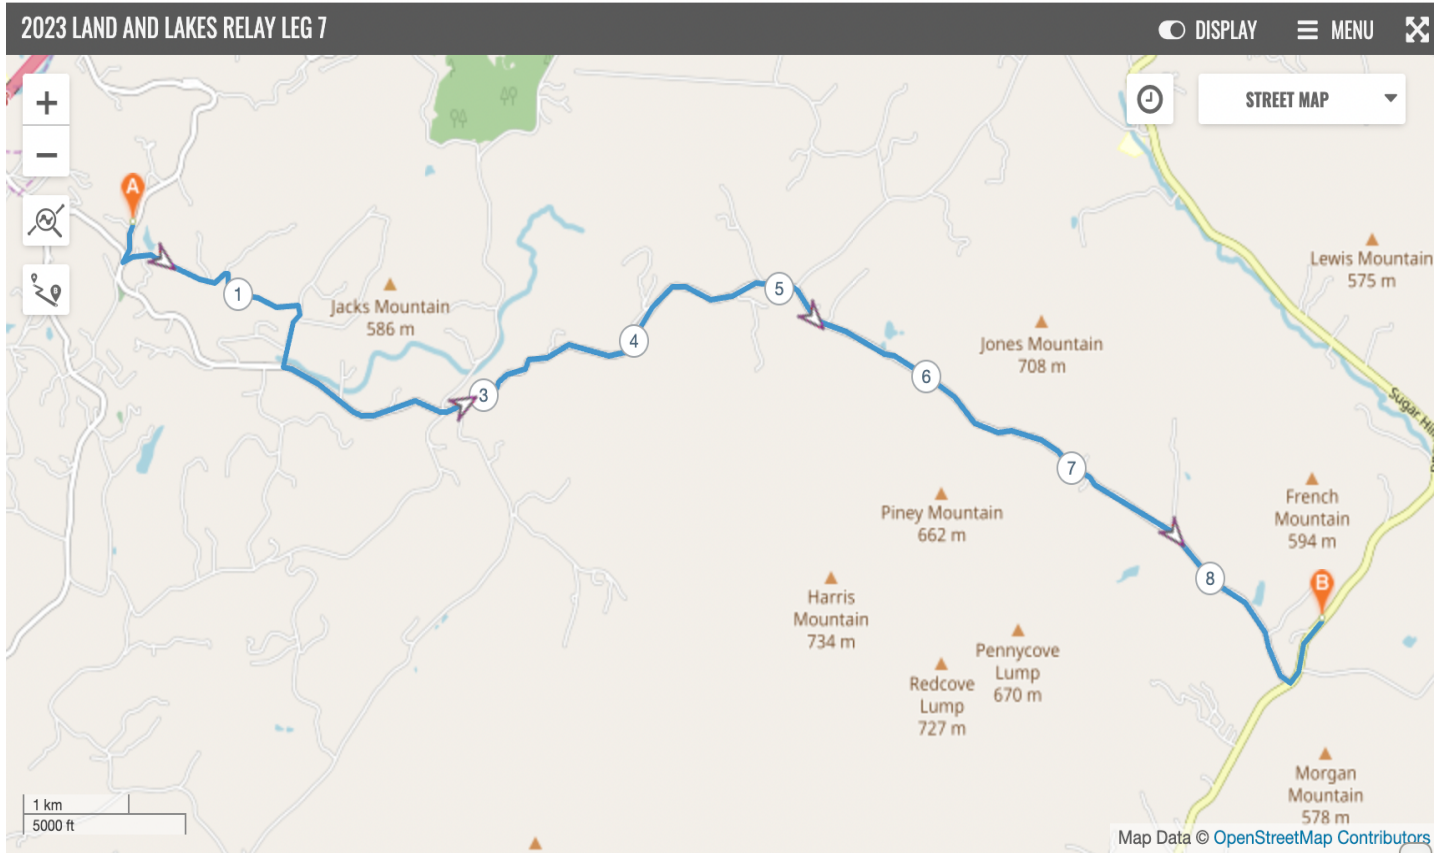 2023 LAND AND LAKES RELAY LEG 7
DISPLAY
MENU
STREET MAP
A
1
Jacks Mountain
586 m
3
4
5
6
7
8
B
Jones Mountain
708 m
Lewis Mountain
575 m
Sugar Hil
Piney Mountain
662 m
French
Mountain
594 m
Harris
Mountain
734 m
Pennycove
Lump
670 m
Redcove
Lump
727 m
Morgan
Mountain
578 m
1 km
5000 ft
Map Data © OpenStreetMap Contributors